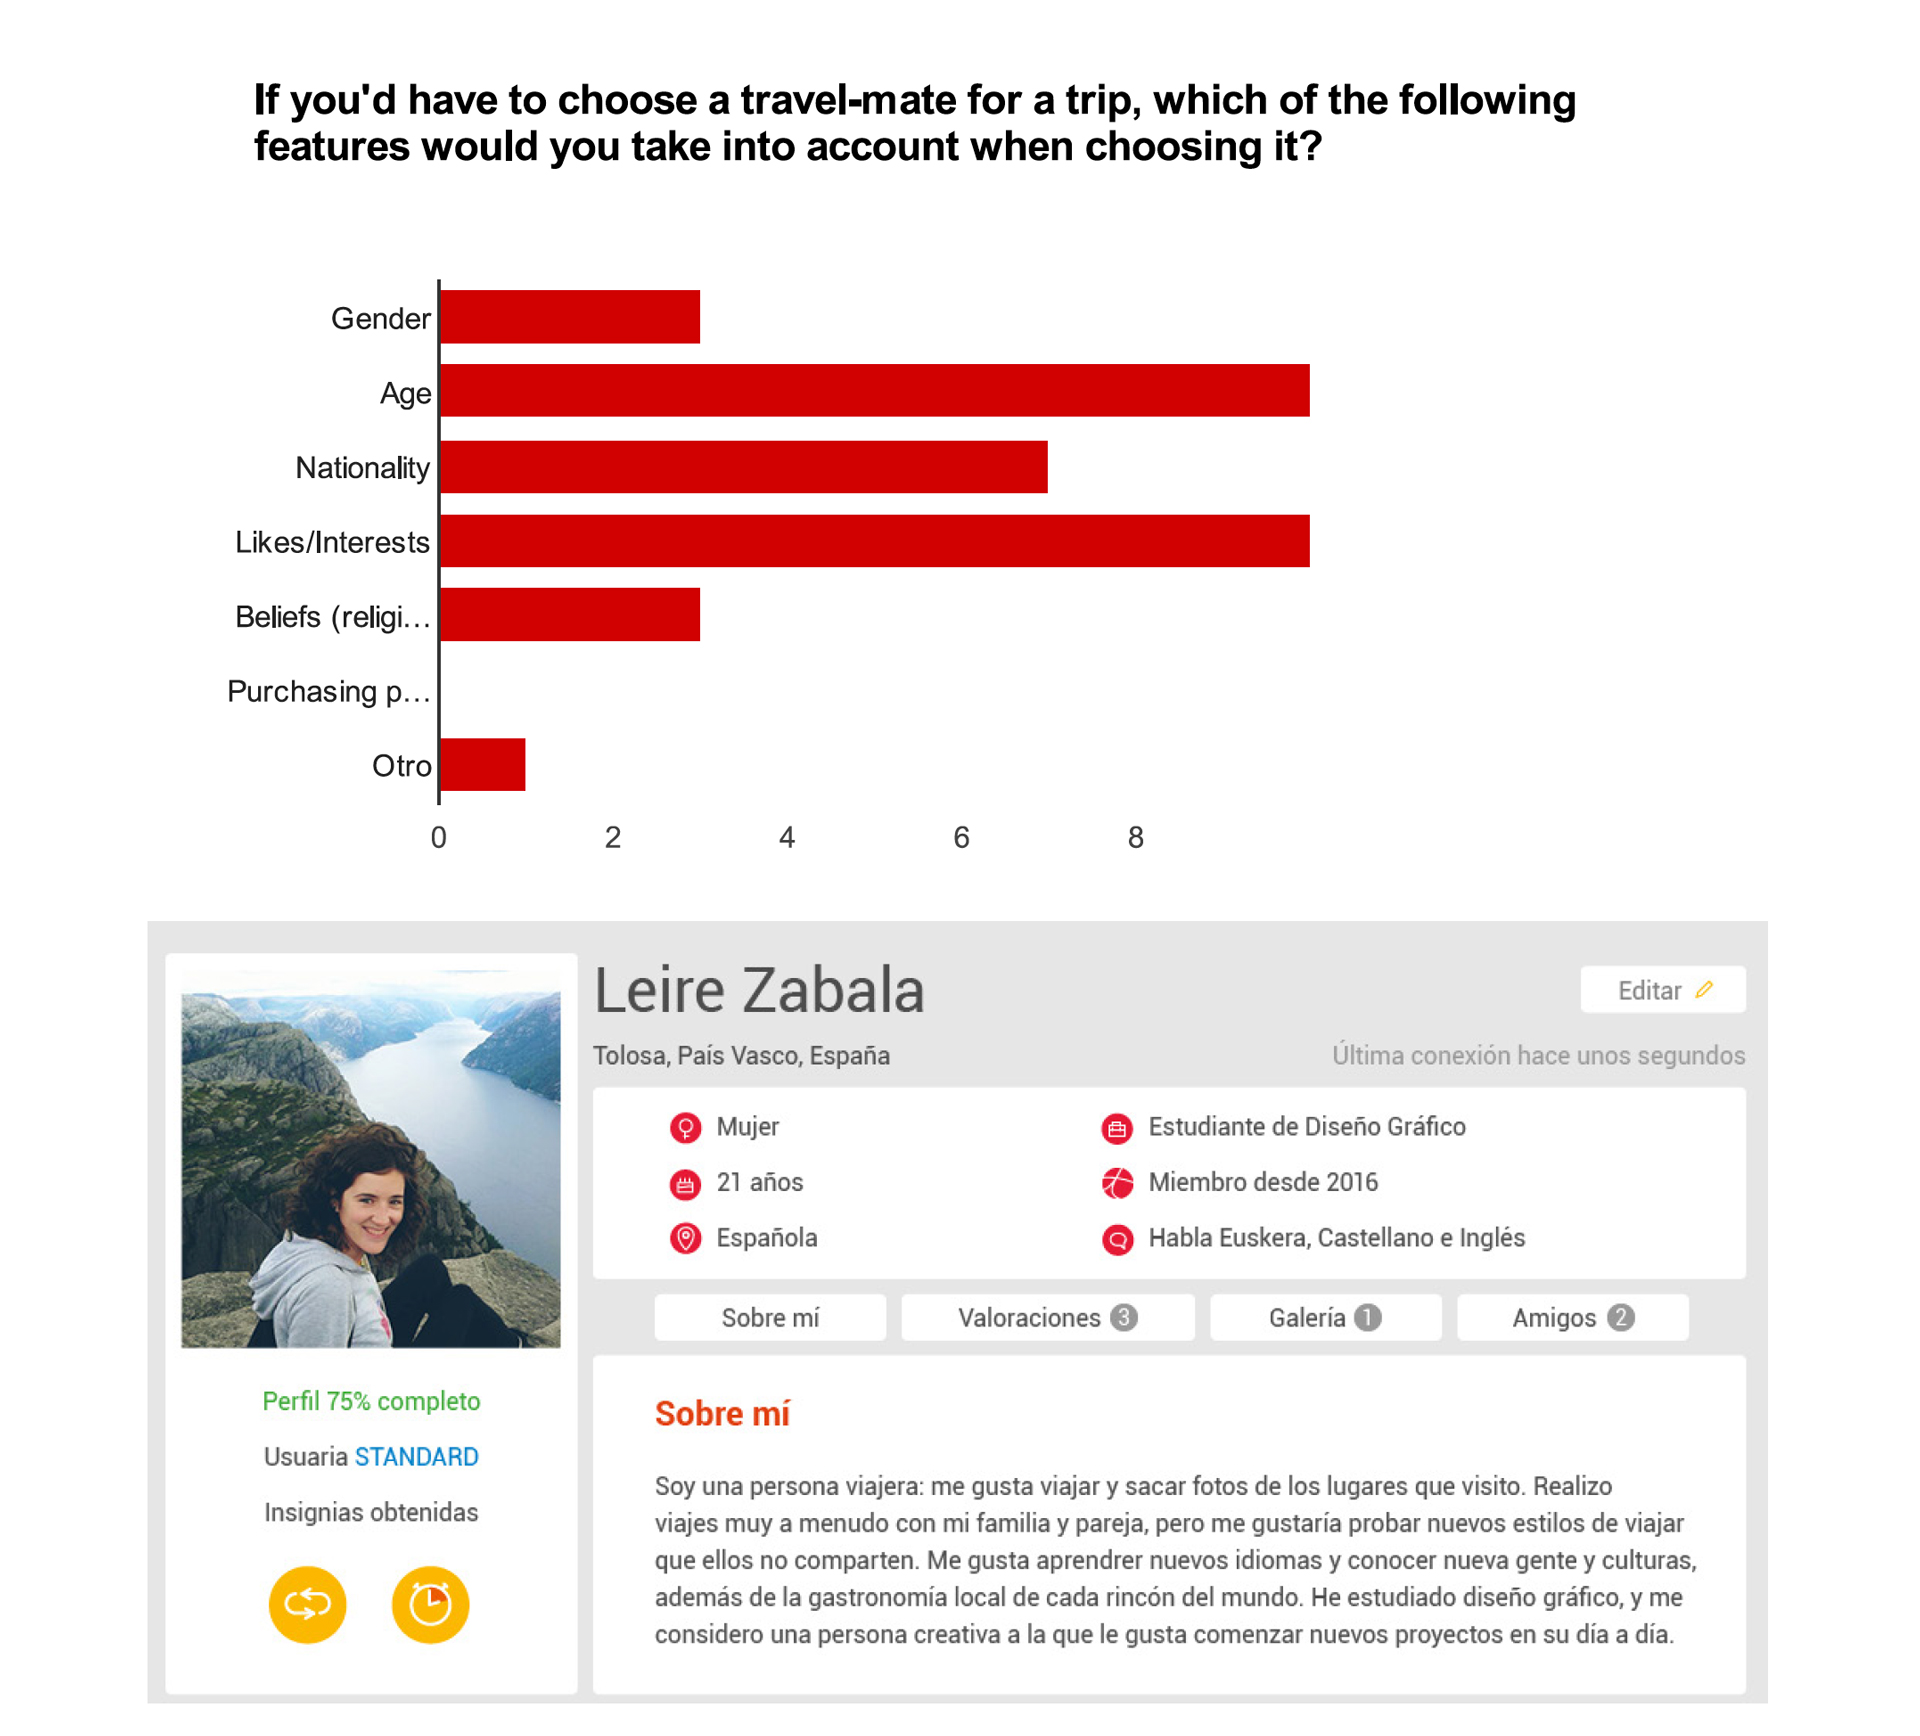 If you'd have to choose a travel-mate for a trip, which of the following
features would you take into account when choosing it?
Gender
Age
Nationality
Likes/Interests
Beliefs (religi...
Purchasing p...
Otro
0 2 4 6 8
Leire Zabala
Editar
Tolosa, País Vasco, España
Última conexión hace unos segundos
Mujer
Estudiante de Diseño Gráfico
21 años
Miembro desde 2016
Española
Habla Euskera, Castellano e Inglés
Sobre mí
Valoraciones 3
Galería 1
Amigos 2
Perfil 75% completo
Usuaria STANDARD
Insignias obtenidas
Sobre mí
Soy una persona viajera: me gusta viajar y sacar fotos de los lugares que visito. Realizo
viajes muy a menudo con mi familia y pareja, pero me gustaría probar nuevos estilos de viajar
que ellos no comparten. Me gusta aprendrer nuevos idiomas y conocer nueva gente y culturas,
además de la gastronomía local de cada rincón del mundo. He estudiado diseño gráfico, y me
considero una persona creativa a la que le gusta comenzar nuevos proyectos en su día a día.